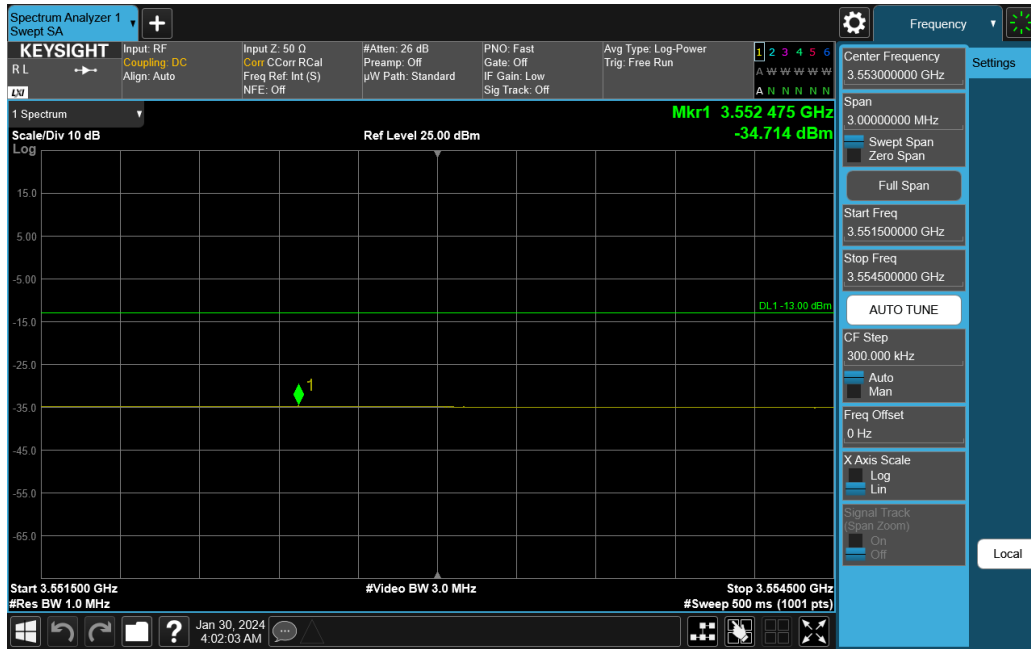 Spectrum Analyzer 1
Swept SA
Frequency
KEYSIGHT
R L
LXI
Input: RF
Coupling: DC
Align: Auto
Input Z: 50 Ω
Corr CCorr RCal
Freq Ref: Int (S)
NFE: Off
#Atten: 26 dB
Preamp: Off
µW Path: Standard
PNO: Fast
Gate: Off
IF Gain: Low
Sig Track: Off
Avg Type: Log-Power
Trig: Free Run
1 2 3 4 5 6
A W W W W W
A N N N N N
1 Spectrum
Mkr1 3.552 475 GHz
-34.714 dBm
Scale/Div 10 dB
Ref Level 25.00 dBm
Log
15.0
5.00
-5.00
DL1 -13.00 dBm
-15.0
-25.0
1
-35.0
-45.0
-55.0
-65.0
Start 3.551500 GHz
#Video BW 3.0 MHz
Stop 3.554500 GHz
#Res BW 1.0 MHz
#Sweep 500 ms (1001 pts)
Jan 30, 2024
4:02:03 AM
Center Frequency
3.553000000 GHz
Settings
Span
3.00000000 MHz
Swept Span
Zero Span
Full Span
Start Freq
3.551500000 GHz
Stop Freq
3.554500000 GHz
AUTO TUNE
CF Step
300.000 kHz
Auto
Man
Freq Offset
0 Hz
X Axis Scale
Log
Lin
Signal Track
(Span Zoom)
On
Off
Local